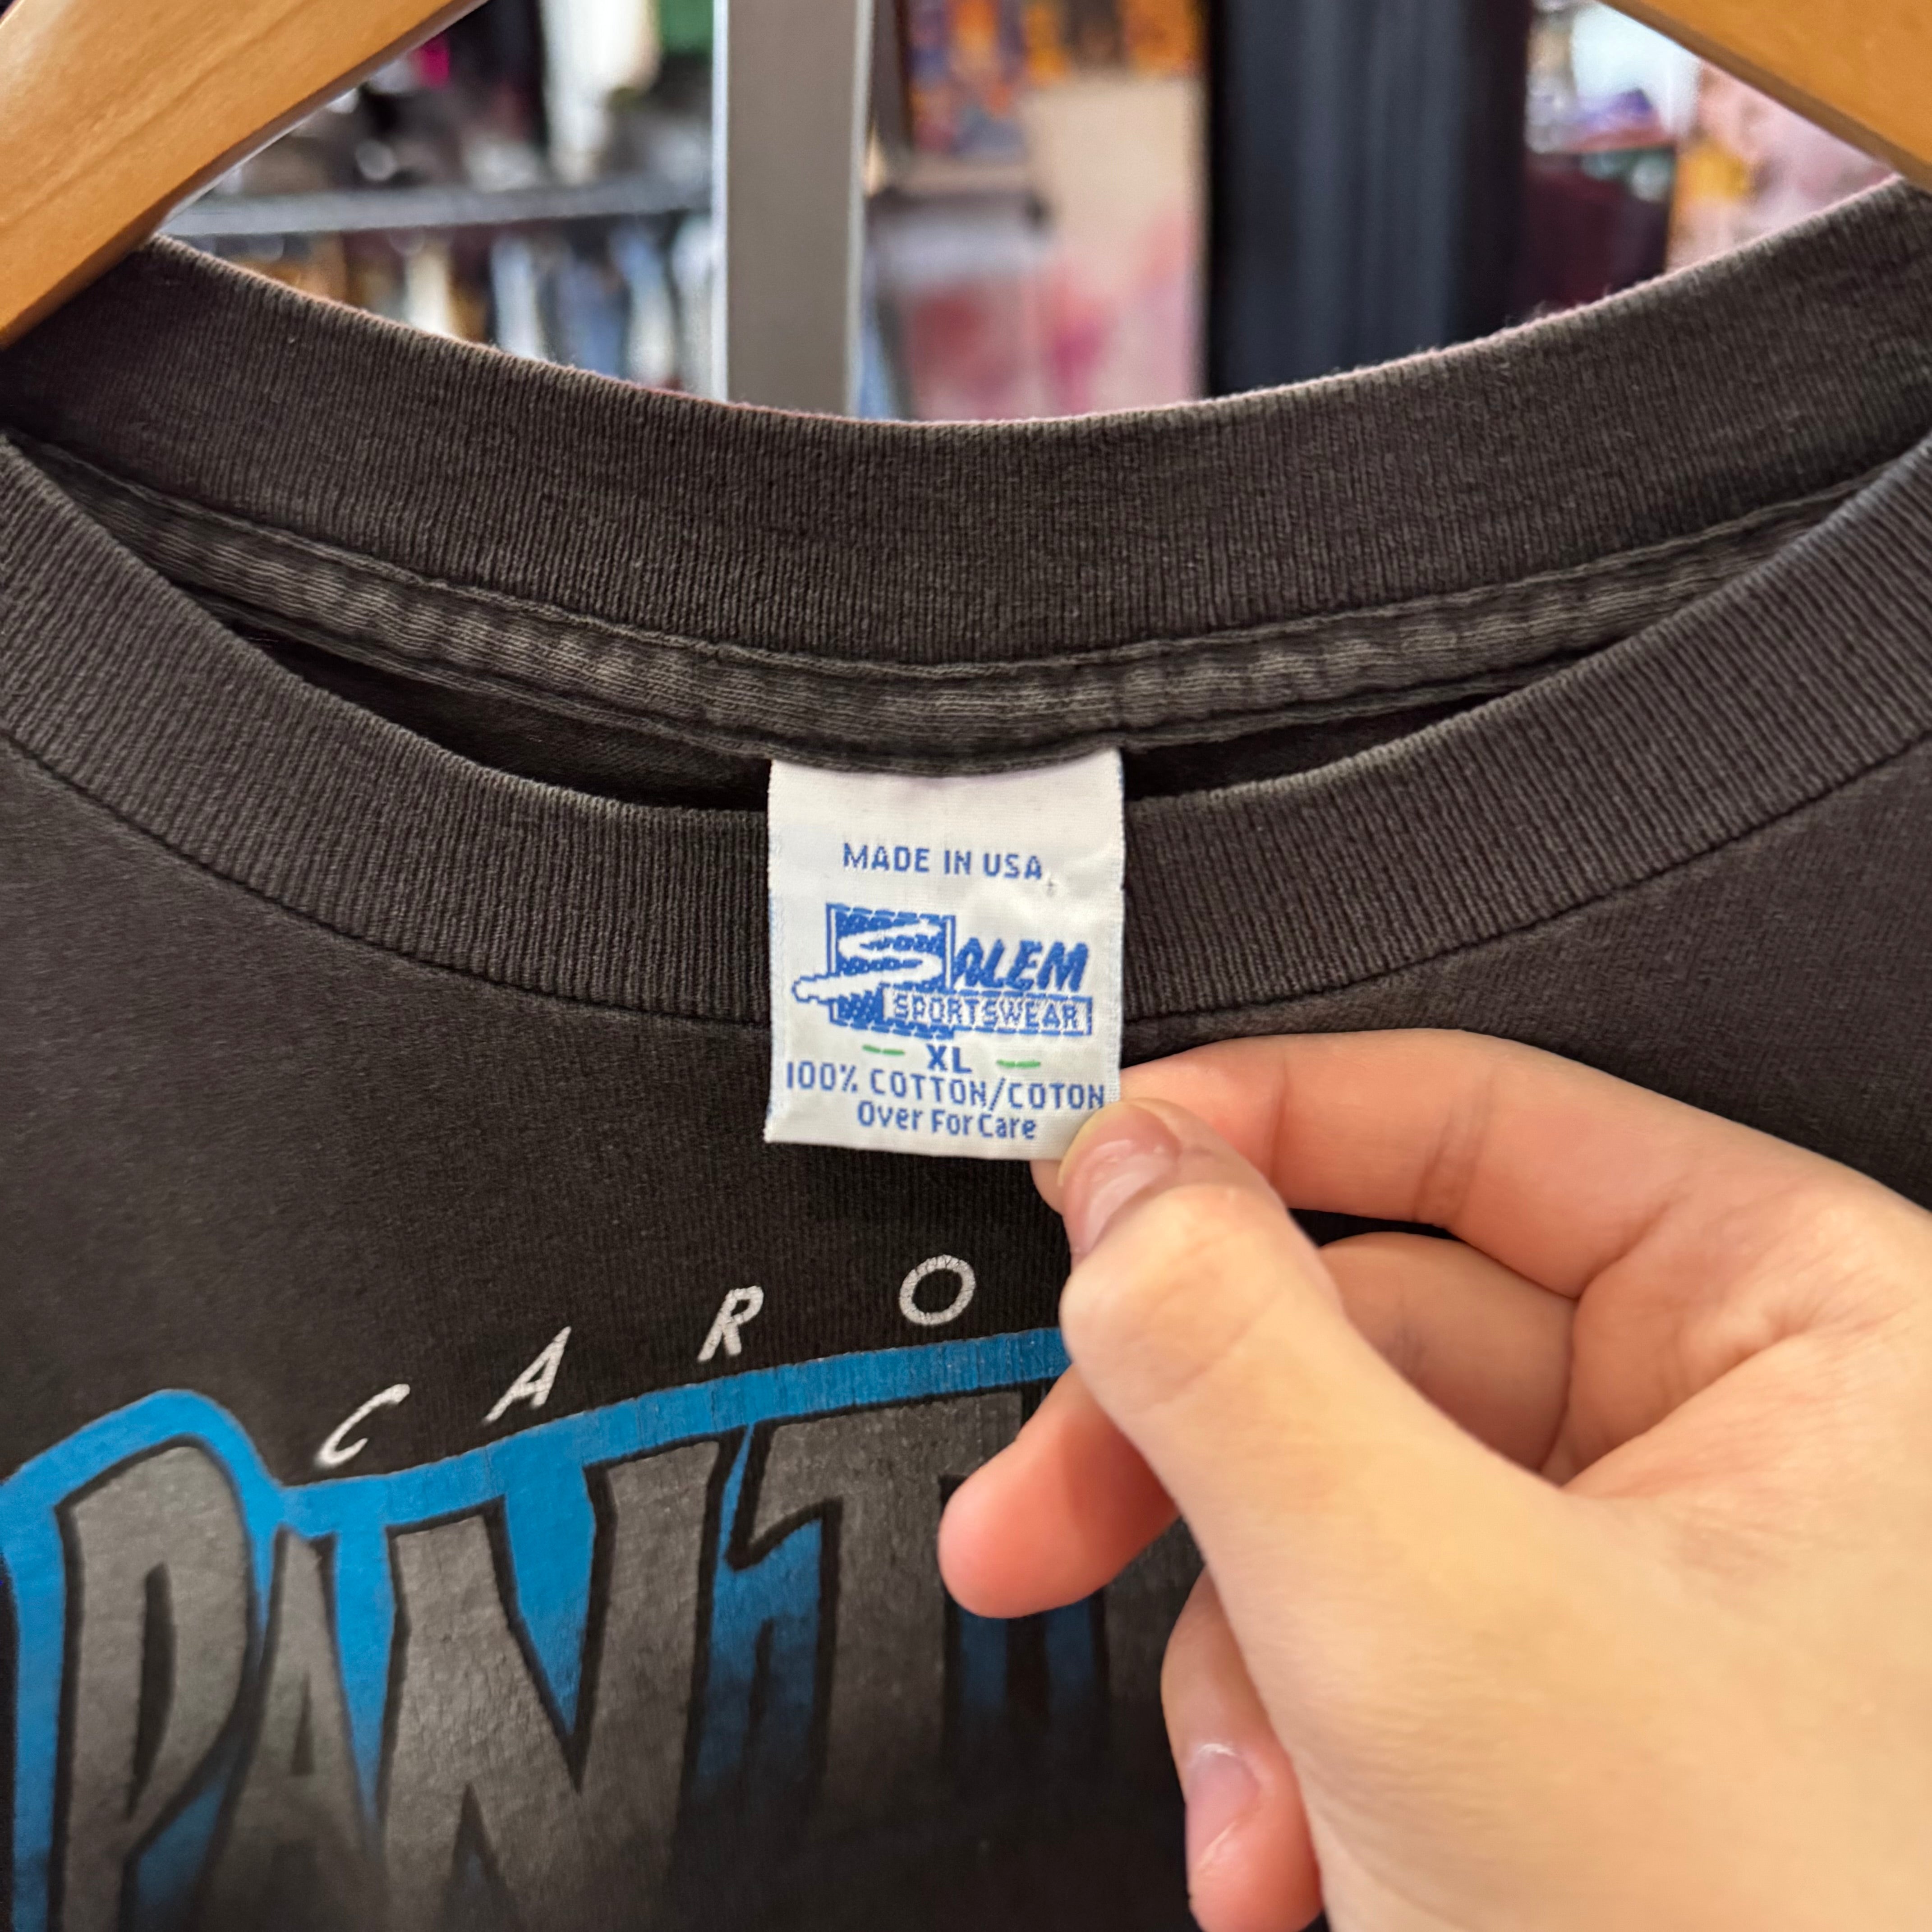 MADE IN USA
SALEM
SPORTSWEAR
XL
100% COTTON/COTON
Over For Care
CARO
PANT